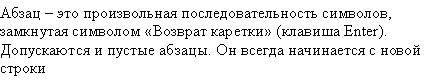 Абзац – это произвольная последовательность символов,
замкнутая символом «Возврат каретки» (клавиша Enter).
Допускаются и пустые абзацы. Он всегда начинается с новой
строки